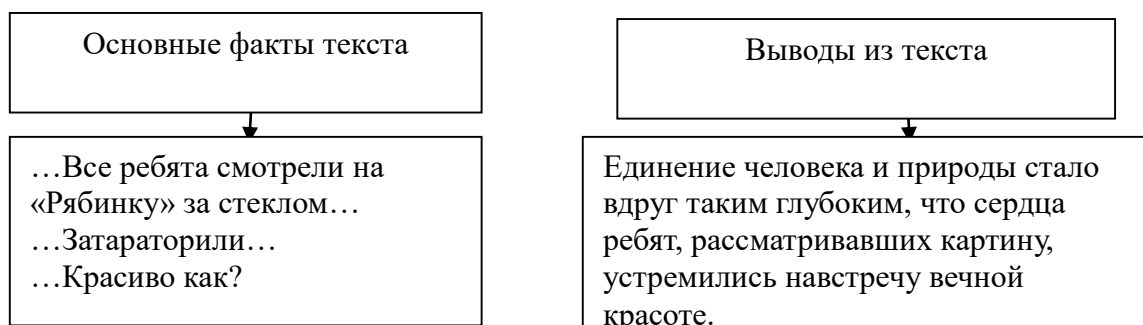 Основные факты текста
…Все ребята смотрели на
«Рябинку» за стеклом…
…Затараторили…
…Красиво как?
Выводы из текста
Единение человека и природы стало
вдруг таким глубоким, что сердца
ребят, рассматривавших картину,
устремились навстречу вечной
красоте.